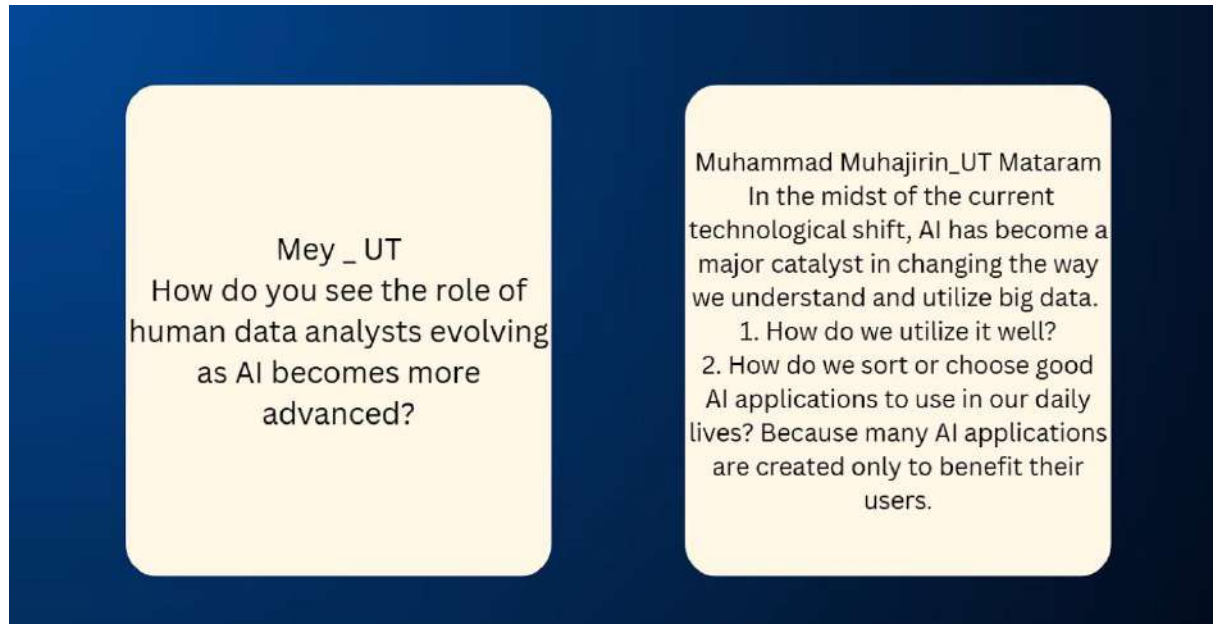 Mey _ UT
How do you see the role of
human data analysts evolving
as AI becomes more
advanced?
Muhammad Muhajirin_UT Mataram
In the midst of the current
technological shift, AI has become a
major catalyst in changing the way
we understand and utilize big data.
1. How do we utilize it well?
2. How do we sort or choose good
AI applications to use in our daily
lives? Because many AI applications
are created only to benefit their
users.